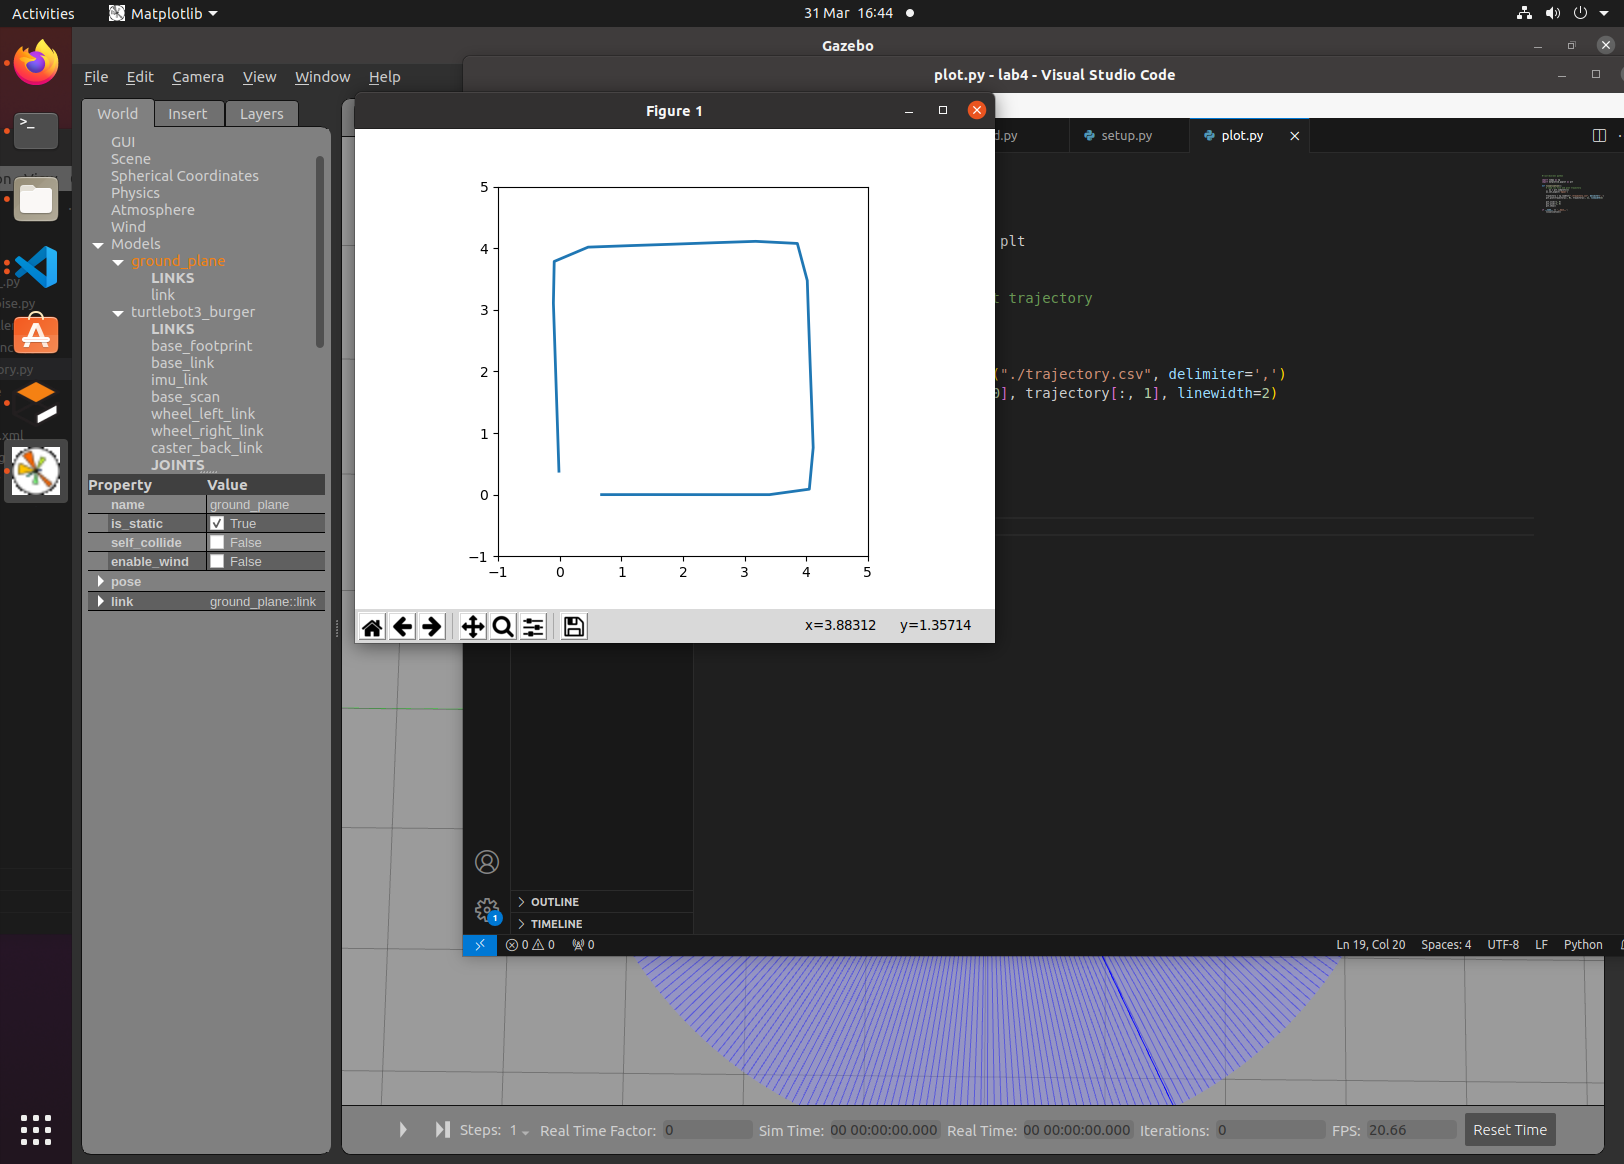 Activities
Matplotlib
31 Mar 16:44
Gazebo
File Edit Camera View Window Help
plot.py - lab4 - Visual Studio Code
World Insert Layers
Figure 1
d.py
setup.py
plot.py
GUI
Scene
Spherical Coordinates
Physics
Atmosphere
Wind
Models
ground_plane
LINKS
link
turtlebot3_burger
LINKS
base_footprint
base_link
imu_link
base_scan
wheel_left_link
wheel_right_link
caster_back_link
JOINTS
Property Value
name ground_plane
is_static True
self_collide False
enable_wind False
pose
link ground_plane::link
.py
oise.py
ory.py
.xml
5
4
3
2
1
0
−1
−1 0 1 2 3 4 5
x=3.88312 y=1.35714
plt
t trajectory
("./trajectory.csv", delimiter=',')
0], trajectory[:, 1], linewidth=2)
1
OUTLINE
TIMELINE
0 0 0
Ln 19, Col 20 Spaces: 4 UTF-8 LF Python
Steps: 1 Real Time Factor: 0 Sim Time: 00 00:00:00.000 Real Time: 00 00:00:00.000 Iterations: 0 FPS: 20.66 Reset Time